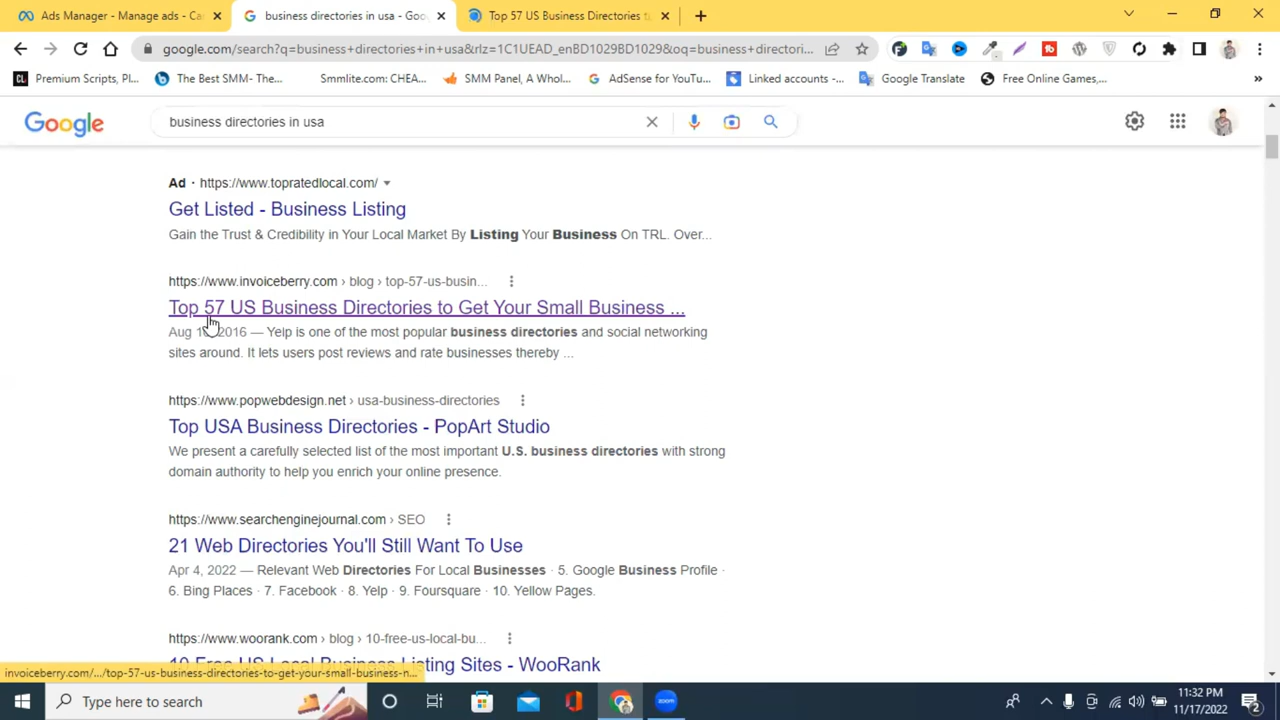 Ads Manager - Manage ads - Ca
business directories in usa - Goo
Top 57 US Business Directories to
google.com/search?q=business+directories+in+usa&rlz=1C1UEAD_enBD1029BD1029&oq=business+directori...
Premium Scripts, Pl...
The Best SMM- The...
Smmlite.com: CHEA...
SMM Panel, A Whol...
AdSense for YouTu...
Linked accounts -...
Google Translate
Free Online Games,...
»
Google
business directories in usa
Ad · https://www.topratedlocal.com/
Get Listed - Business Listing
Gain the Trust & Credibility in Your Local Market By Listing Your Business On TRL. Over...
https://www.invoiceberry.com › blog › top-57-us-busin...
Top 57 US Business Directories to Get Your Small Business ...
Aug 2016 — Yelp is one of the most popular business directories and social networking
sites around. It lets users post reviews and rate businesses thereby ...
https://www.popwebdesign.net › usa-business-directories
Top USA Business Directories - PopArt Studio
We present a carefully selected list of the most important U.S. business directories with strong
domain authority to help you enrich your online presence.
https://www.searchenginejournal.com › SEO
21 Web Directories You'll Still Want To Use
Apr 4, 2022 — Relevant Web Directories For Local Businesses · 5. Google Business Profile ·
6. Bing Places · 7. Facebook · 8. Yelp · 9. Foursquare · 10. Yellow Pages.
https://www.woorank.com › blog › 10-free-us-local-bu...
10 Free US Local Business Listing Sites - WooRank
invoiceberry.com/.../top-57-us-business-directories-to-get-your-small-business-n...
Type here to search
11:32 PM
11/17/2022
2